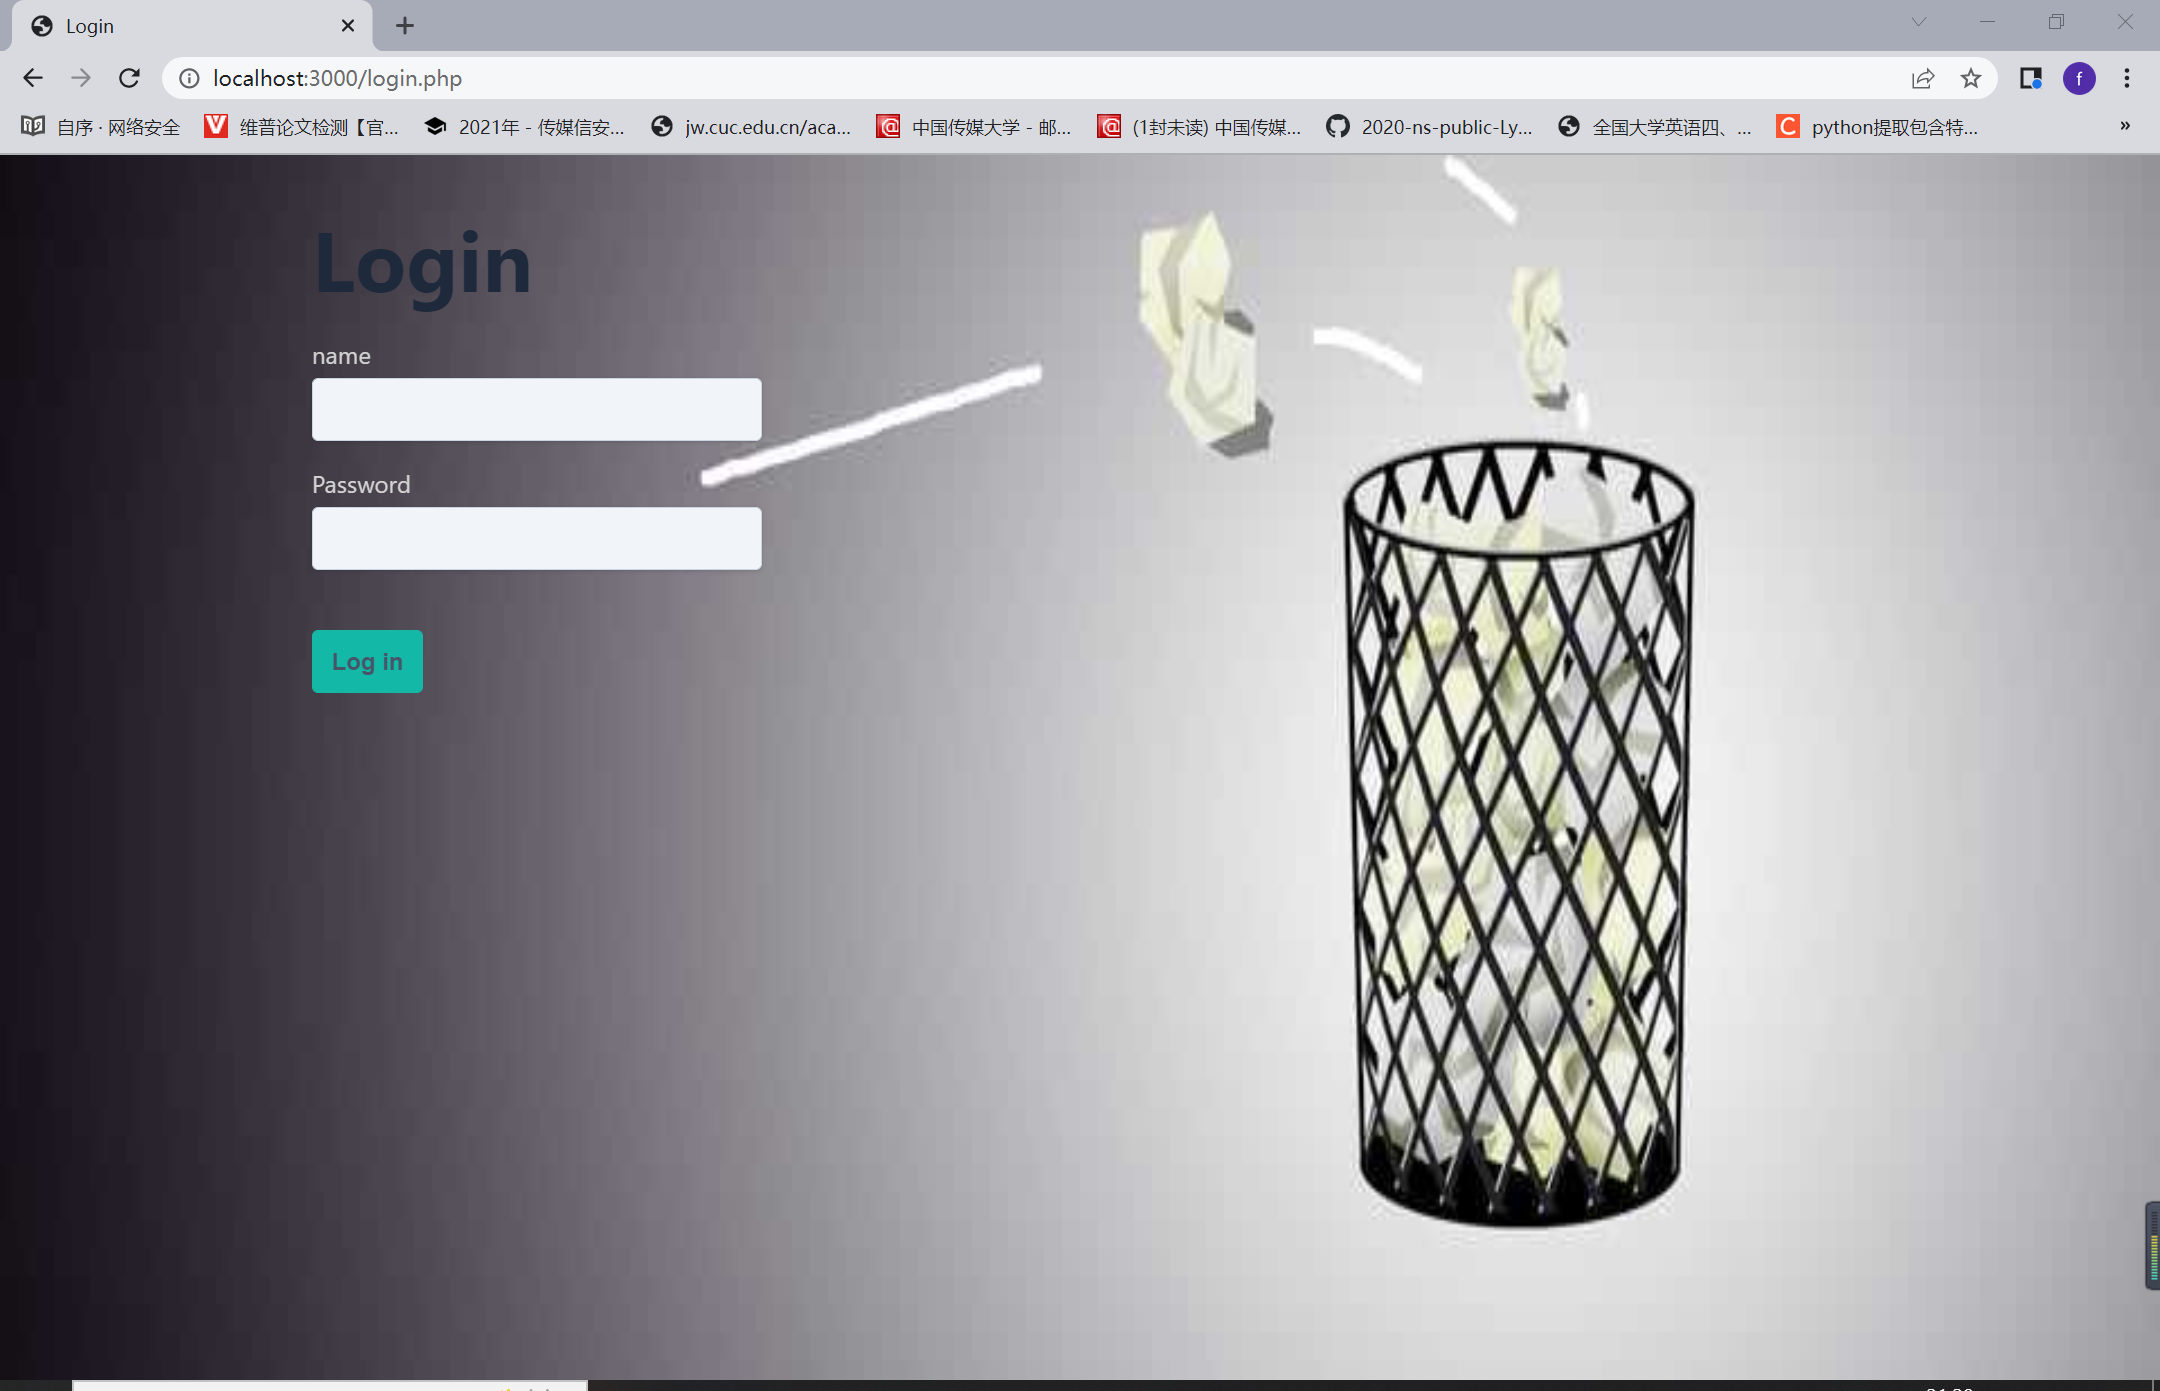 Login
localhost:3000/login.php
f
自序 · 网络安全
维普论文检测【官...
2021年 - 传媒信安...
jw.cuc.edu.cn/aca...
中国传媒大学 - 邮...
(1封未读) 中国传媒...
2020-ns-public-Ly...
全国大学英语四、...
python提取包含特...
»
Login
name
Password
Log in